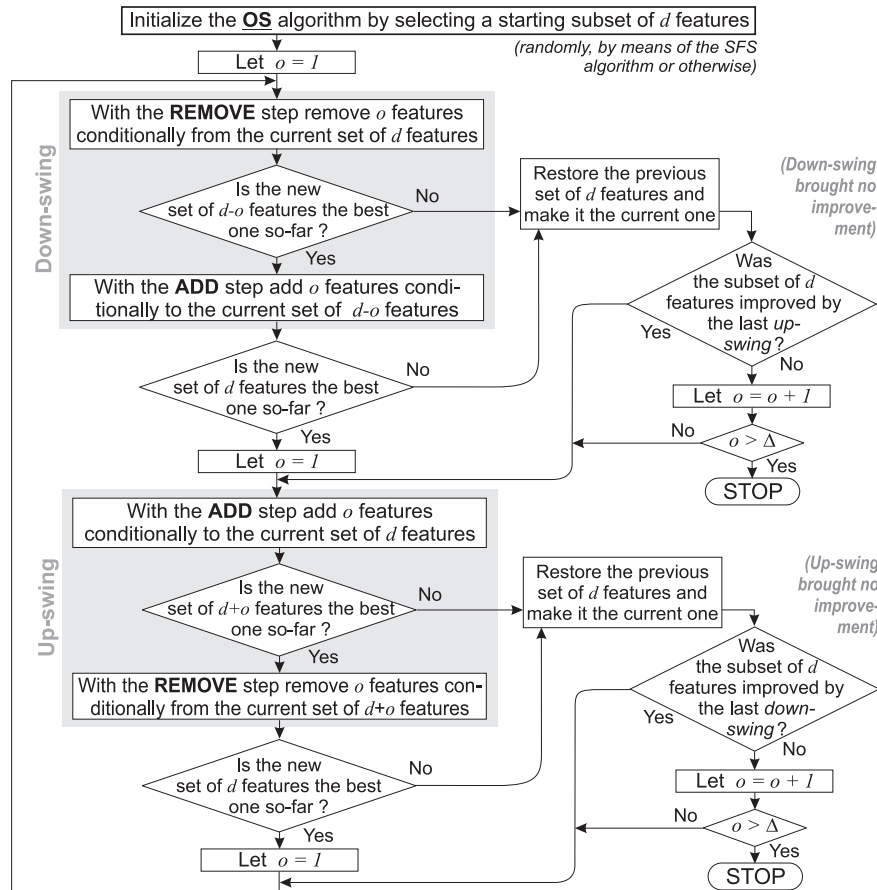 Initialize the OS algorithm by selecting a starting subset of d features
(randomly, by means of the SFS
algorithm or otherwise)
Let o = 1
Down-swing
With the REMOVE step remove o features
conditionally from the current set of d features
Is the new
set of d-o features the best
one so-far ?
No
Yes
With the ADD step add o features condi-
tionally to the current set of d-o features
Is the new
set of d features the best
one so-far ?
No
Yes
Let o = 1
Restore the previous
set of d features and
make it the current one
(Down-swing
brought no
improve-
ment)
Was
the subset of d
features improved by
the last up-
swing ?
Yes
No
Let o = o + 1
o > Δ
No
Yes
STOP
Up-swing
With the ADD step add o features
conditionally to the current set of d features
Is the new
set of d+o features the best
one so-far ?
No
Yes
With the REMOVE step remove o features con-
ditionally from the current set of d+o features
Is the new
set of d features the best
one so-far ?
No
Yes
Let o = 1
Restore the previous
set of d features and
make it the current one
(Up-swing
brought no
improve-
ment)
Was
the subset of d
features improved by
the last down-
swing ?
Yes
No
Let o = o + 1
o > Δ
No
Yes
STOP